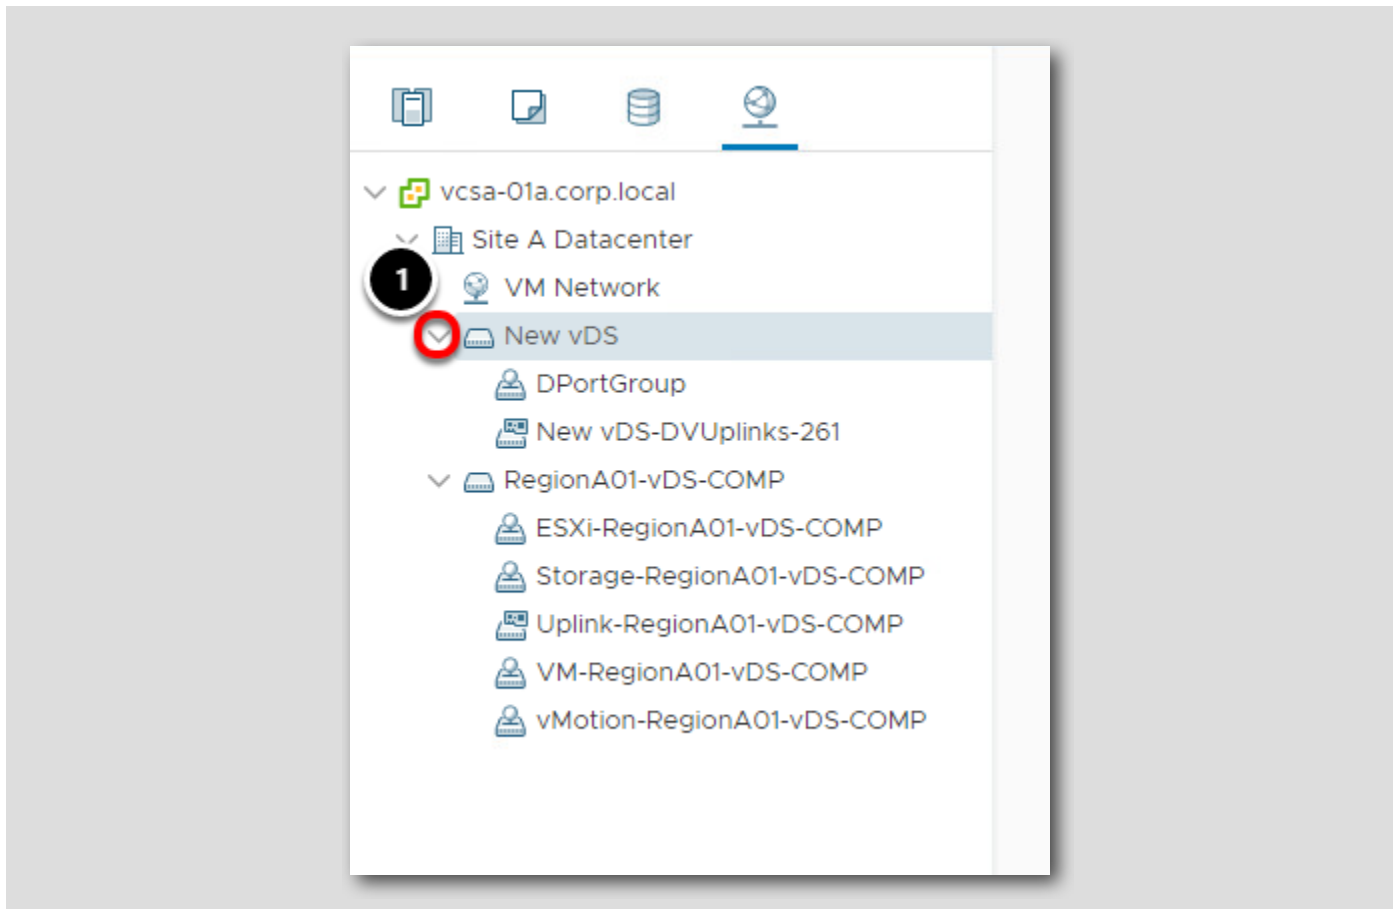 vcsa-01a.corp.local
Site A Datacenter
1
VM Network
New vDS
DPortGroup
New vDS-DVUplinks-261
RegionA01-vDS-COMP
ESXi-RegionA01-vDS-COMP
Storage-RegionA01-vDS-COMP
Uplink-RegionA01-vDS-COMP
VM-RegionA01-vDS-COMP
vMotion-RegionA01-vDS-COMP